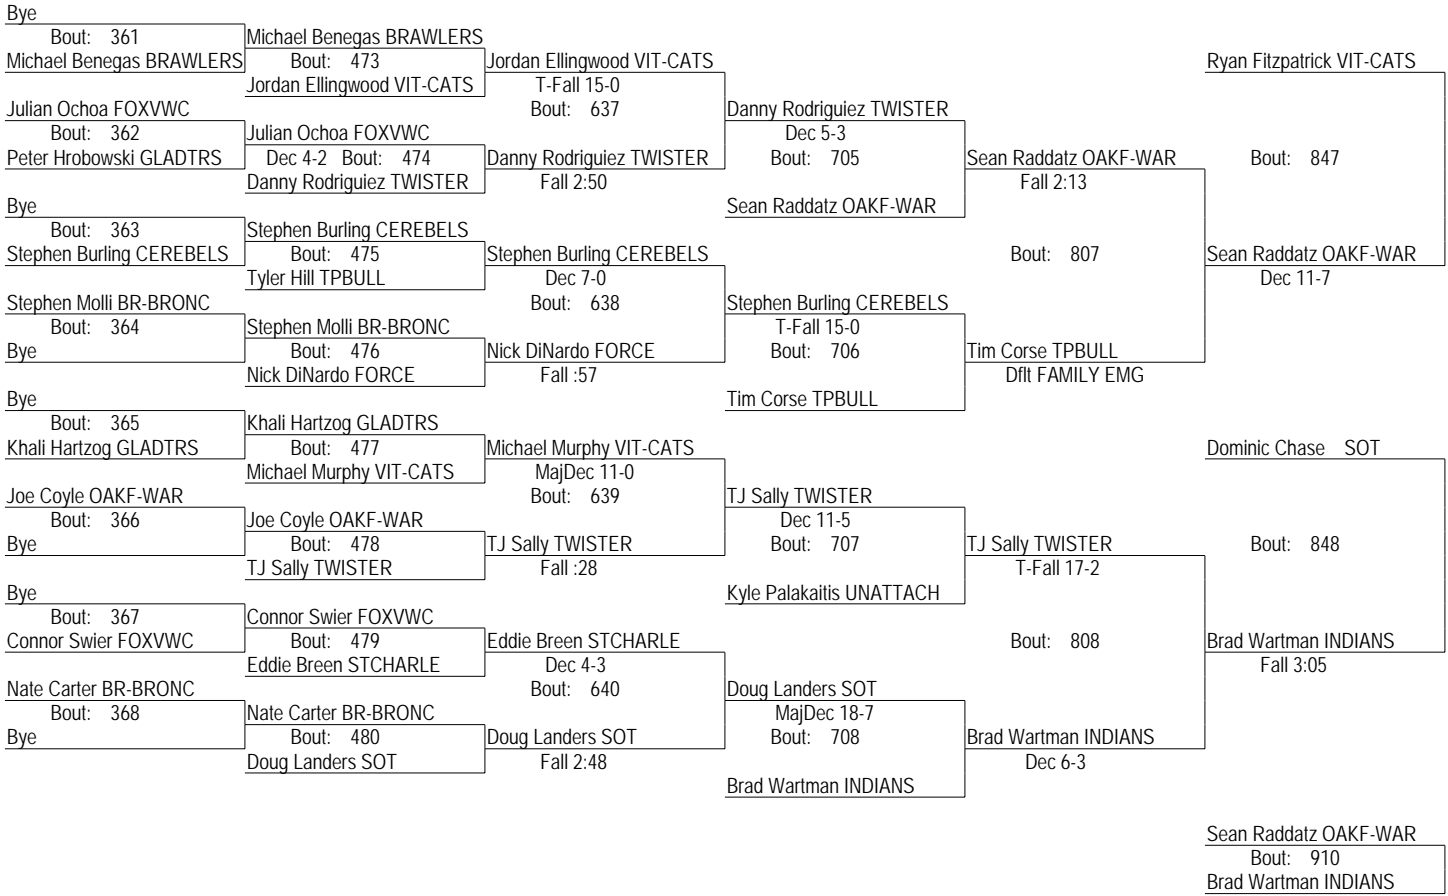 Bye
Bout: 361
Michael Benegas BRAWLERS
Julian Ochoa FOXVWC
Bout: 362
Peter Hrobowski GLADTRS
Bye
Bout: 363
Stephen Burling CEREBELS
Stephen Molli BR-BRONC
Bout: 364
Bye
Bye
Bout: 365
Khali Hartzog GLADTRS
Joe Coyle OAKF-WAR
Bout: 366
Bye
Bye
Bout: 367
Connor Swier FOXVWC
Nate Carter BR-BRONC
Bout: 368
Bye
Michael Benegas BRAWLERS
Bout: 473
Jordan Ellingwood VIT-CATS
Julian Ochoa FOXVWC
Dec 4-2 Bout: 474
Danny Rodriguiez TWISTER
Stephen Burling CEREBELS
Bout: 475
Tyler Hill TPBULL
Stephen Molli BR-BRONC
Bout: 476
Nick DiNardo FORCE
Khali Hartzog GLADTRS
Bout: 477
Michael Murphy VIT-CATS
Joe Coyle OAKF-WAR
Bout: 478
TJ Sally TWISTER
Connor Swier FOXVWC
Bout: 479
Eddie Breen STCHARLE
Nate Carter BR-BRONC
Bout: 480
Doug Landers SOT
Jordan Ellingwood VIT-CATS
T-Fall 15-0
Bout: 637
Danny Rodriguiez TWISTER
Fall 2:50
Stephen Burling CEREBELS
Dec 7-0
Bout: 638
Nick DiNardo FORCE
Fall :57
Michael Murphy VIT-CATS
MajDec 11-0
Bout: 639
TJ Sally TWISTER
Fall :28
Eddie Breen STCHARLE
Dec 4-3
Bout: 640
Doug Landers SOT
Fall 2:48
Danny Rodriguiez TWISTER
Dec 5-3
Bout: 705
Sean Raddatz OAKF-WAR
Stephen Burling CEREBELS
T-Fall 15-0
Bout: 706
Tim Corse TPBULL
TJ Sally TWISTER
Dec 11-5
Bout: 707
Kyle Palakaitis UNATTACH
Doug Landers SOT
MajDec 18-7
Bout: 708
Brad Wartman INDIANS
Sean Raddatz OAKF-WAR
Fall 2:13
Bout: 807
Tim Corse TPBULL
Dflt FAMILY EMG
TJ Sally TWISTER
T-Fall 17-2
Bout: 808
Brad Wartman INDIANS
Dec 6-3
Ryan Fitzpatrick VIT-CATS
Bout: 847
Sean Raddatz OAKF-WAR
Dec 11-7
Dominic Chase SOT
Bout: 848
Brad Wartman INDIANS
Fall 3:05
Sean Raddatz OAKF-WAR
Bout: 910
Brad Wartman INDIANS